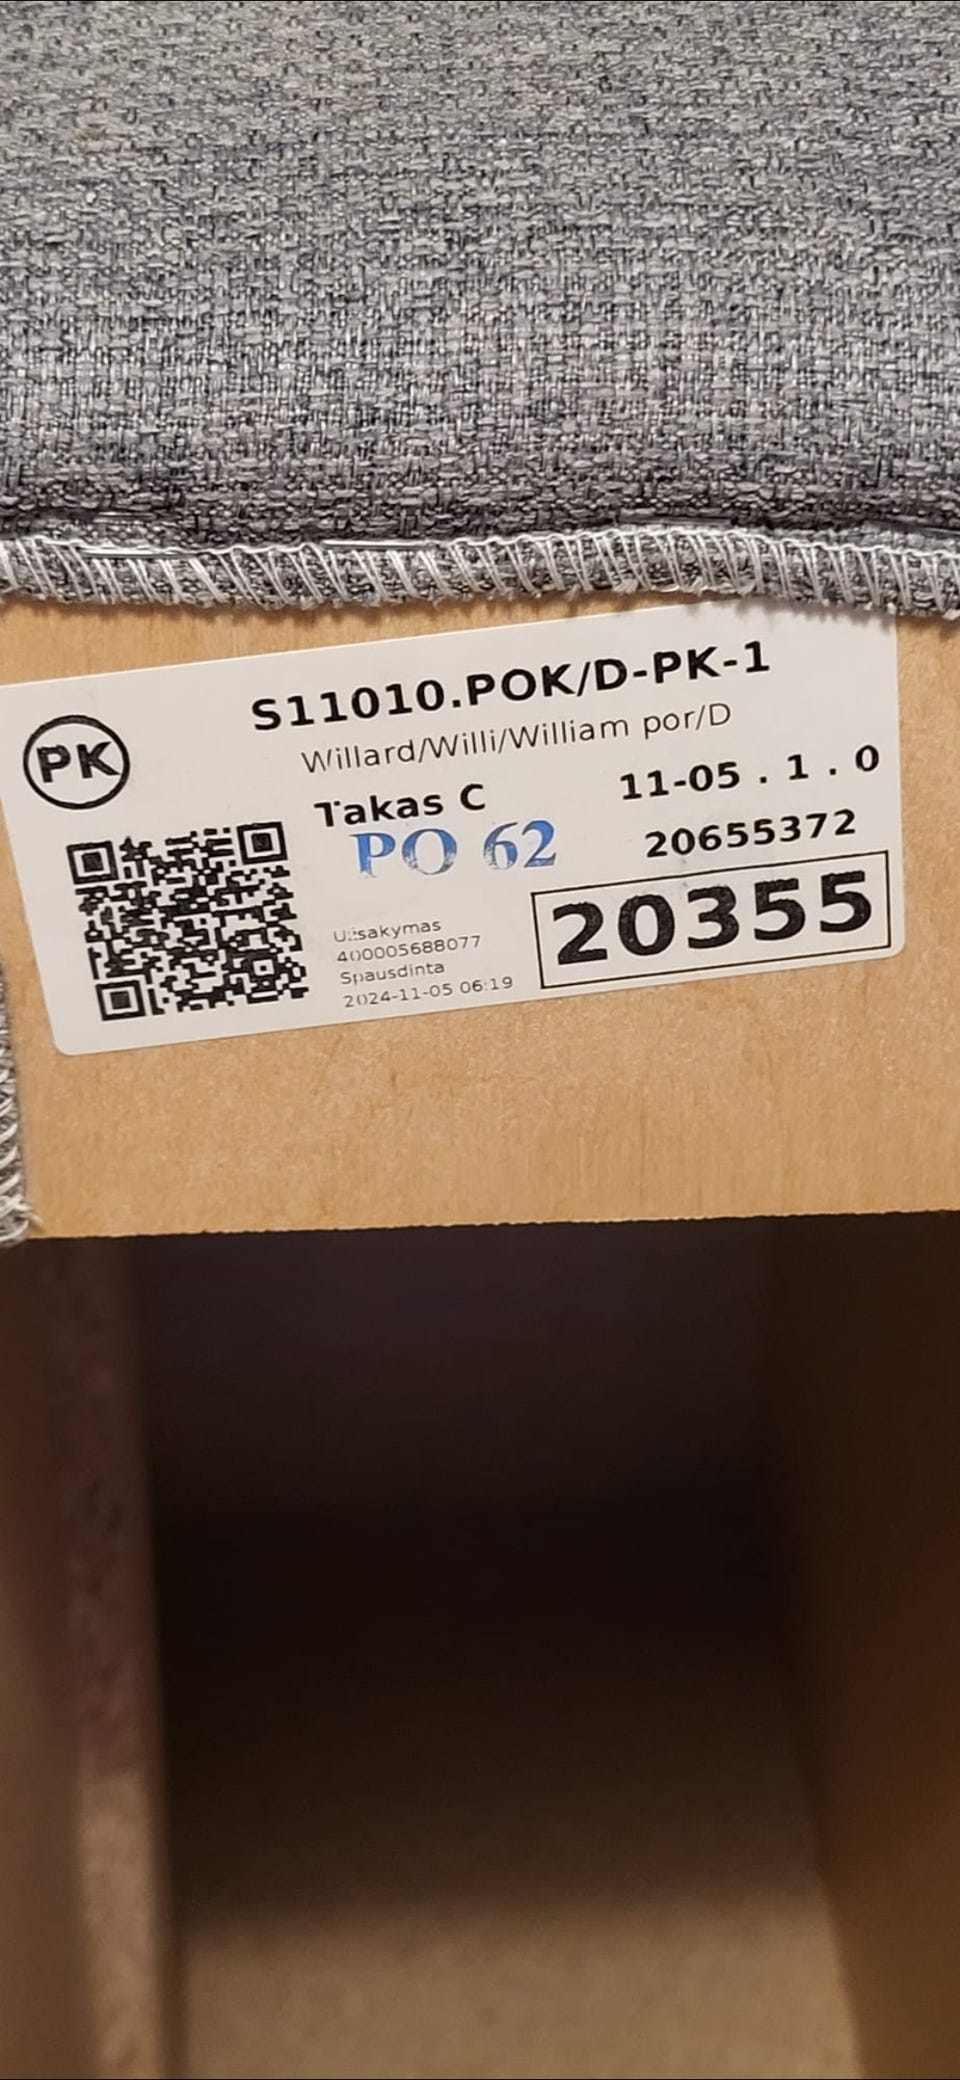 S11010.POK/D-PK-1
PK
Willard/Willi/William por/D
Takas C
11-05 . 1 . 0
PO 62
20655372
20355
Užsakymas
400005688077
Spausdinta
2024-11-05 06:19